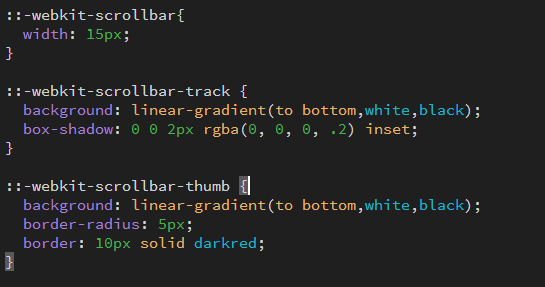 ::-webkit-scrollbar{
  width: 15px;
}

::-webkit-scrollbar-track {
  background: linear-gradient(to bottom,white,black);
  box-shadow: 0 0 2px rgba(0, 0, 0, .2) inset;
}

::-webkit-scrollbar-thumb {
  background: linear-gradient(to bottom,white,black);
  border-radius: 5px;
  border: 10px solid darkred;
}